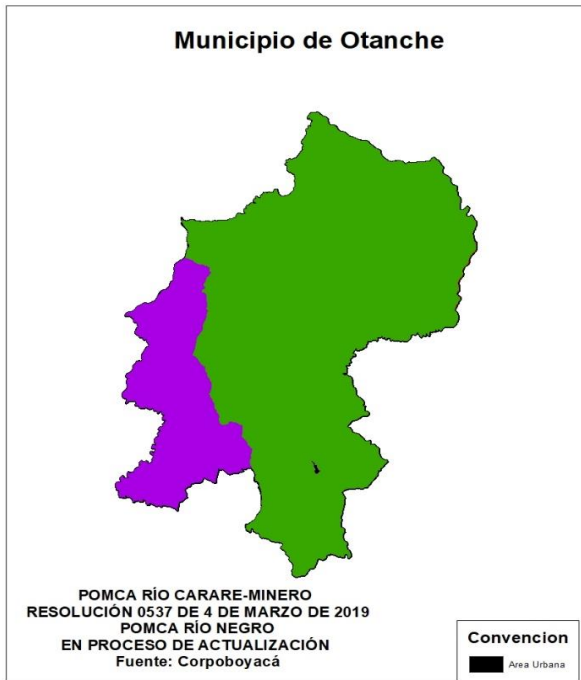 Municipio de Otanche
POMCA RÍO CARARE-MINERO
RESOLUCIÓN 0537 DE 4 DE MARZO DE 2019
POMCA RÍO NEGRO
EN PROCESO DE ACTUALIZACIÓN
Fuente: Corpoboyacá
Convencion
Area Urbana